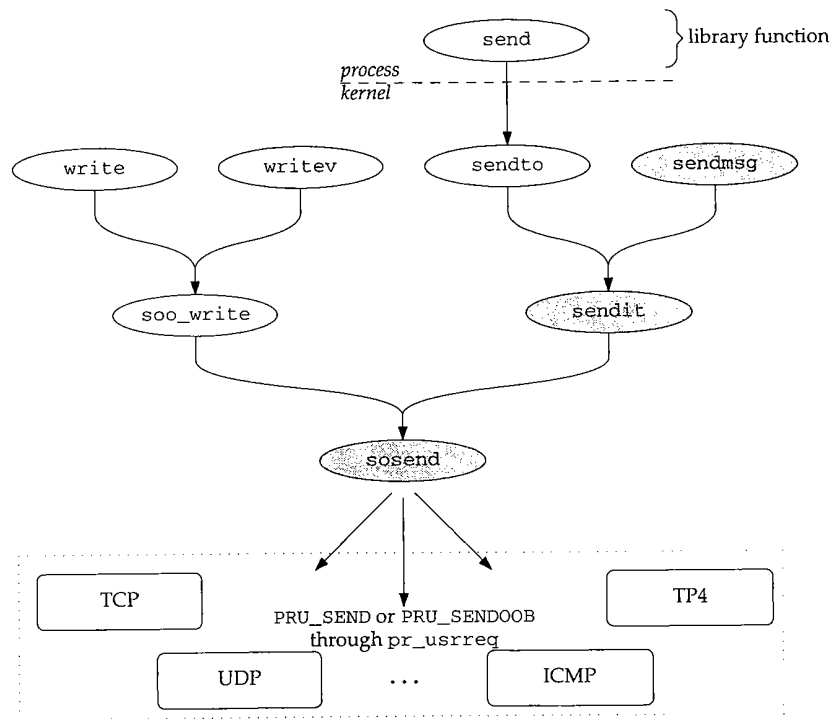 send
library function
process
kernel
write
writev
sendto
sendmsg
soo_write
sendit
sosend
TCP
TP4
PRU_SEND or PRU_SENDOOB
through pr_usrreq
UDP
...
ICMP